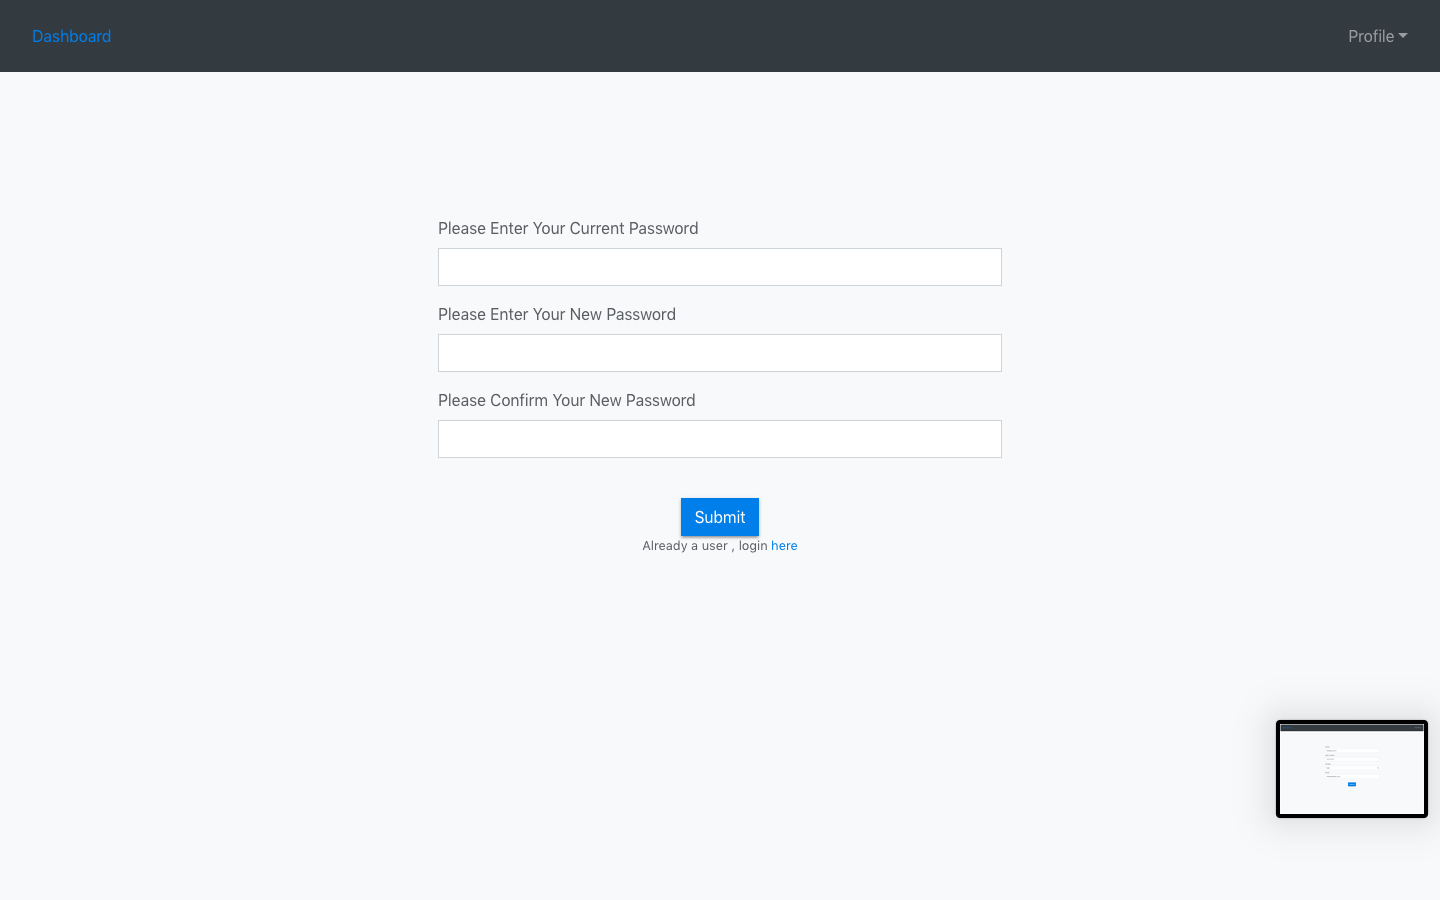 Dashboard
Profile
Please Enter Your Current Password
Please Enter Your New Password
Please Confirm Your New Password
Submit
Already a user , login here